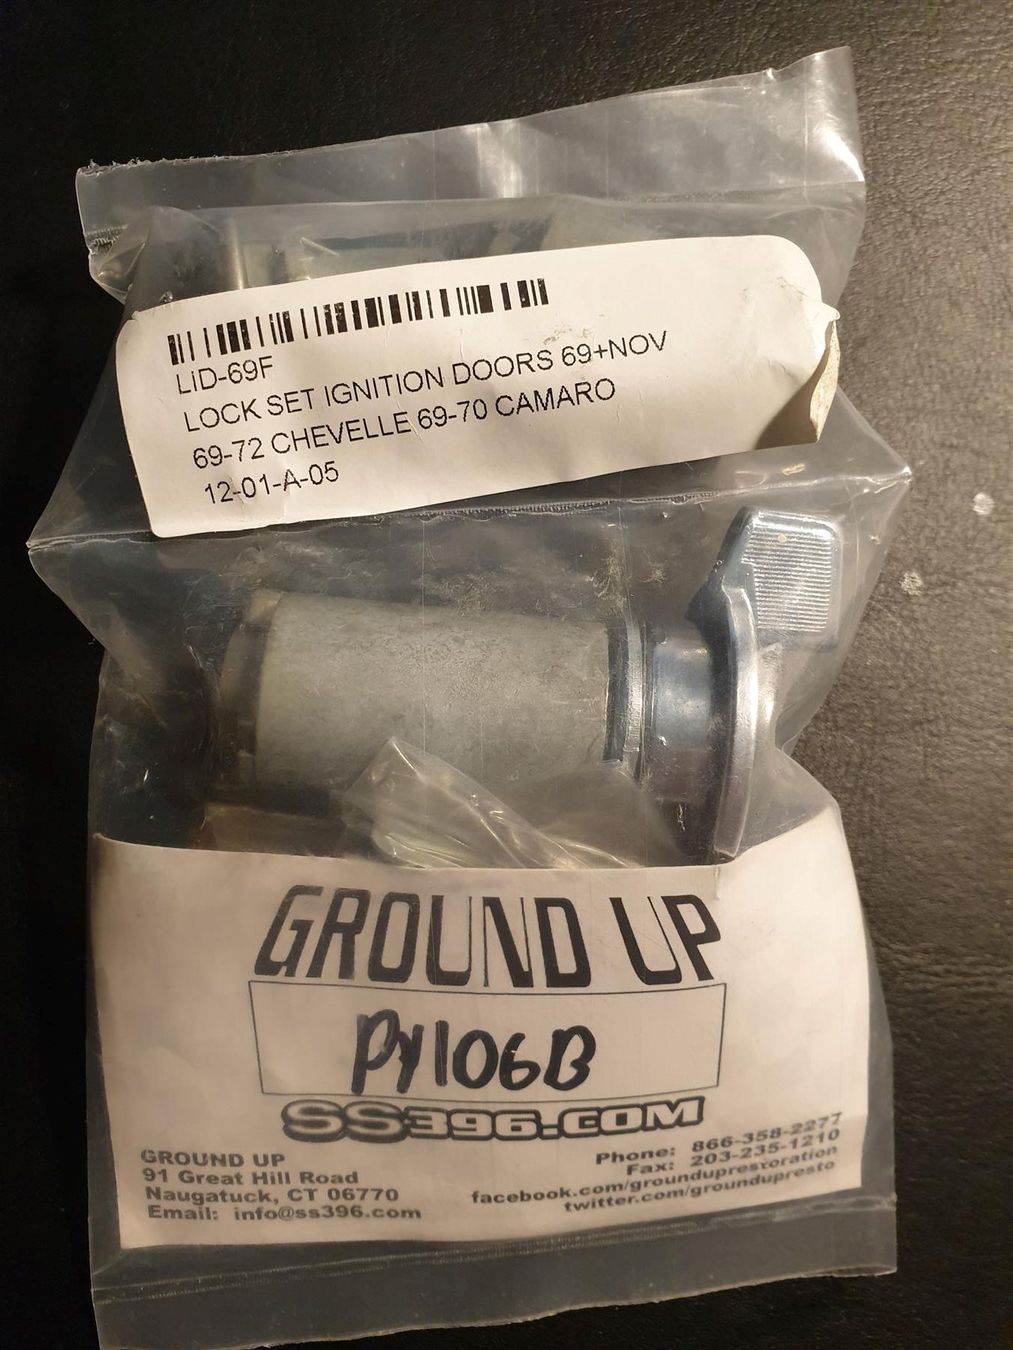 LiD-69F
LOCK SET IGNITION DOORS 69+NOV
69-72 CHEVELLE 69-70 CAMARO
12-01-A-05
GROUND UP
PY106B
SS396.COM
GROUND UP
91 Great Hill Road
Naugatuck, CT 06770
Email: info@ss396.com
Phone: 866-358-2277
Fax: 203-235-1210
facebook.com/grounduprestoration
twitter.com/groundupresto